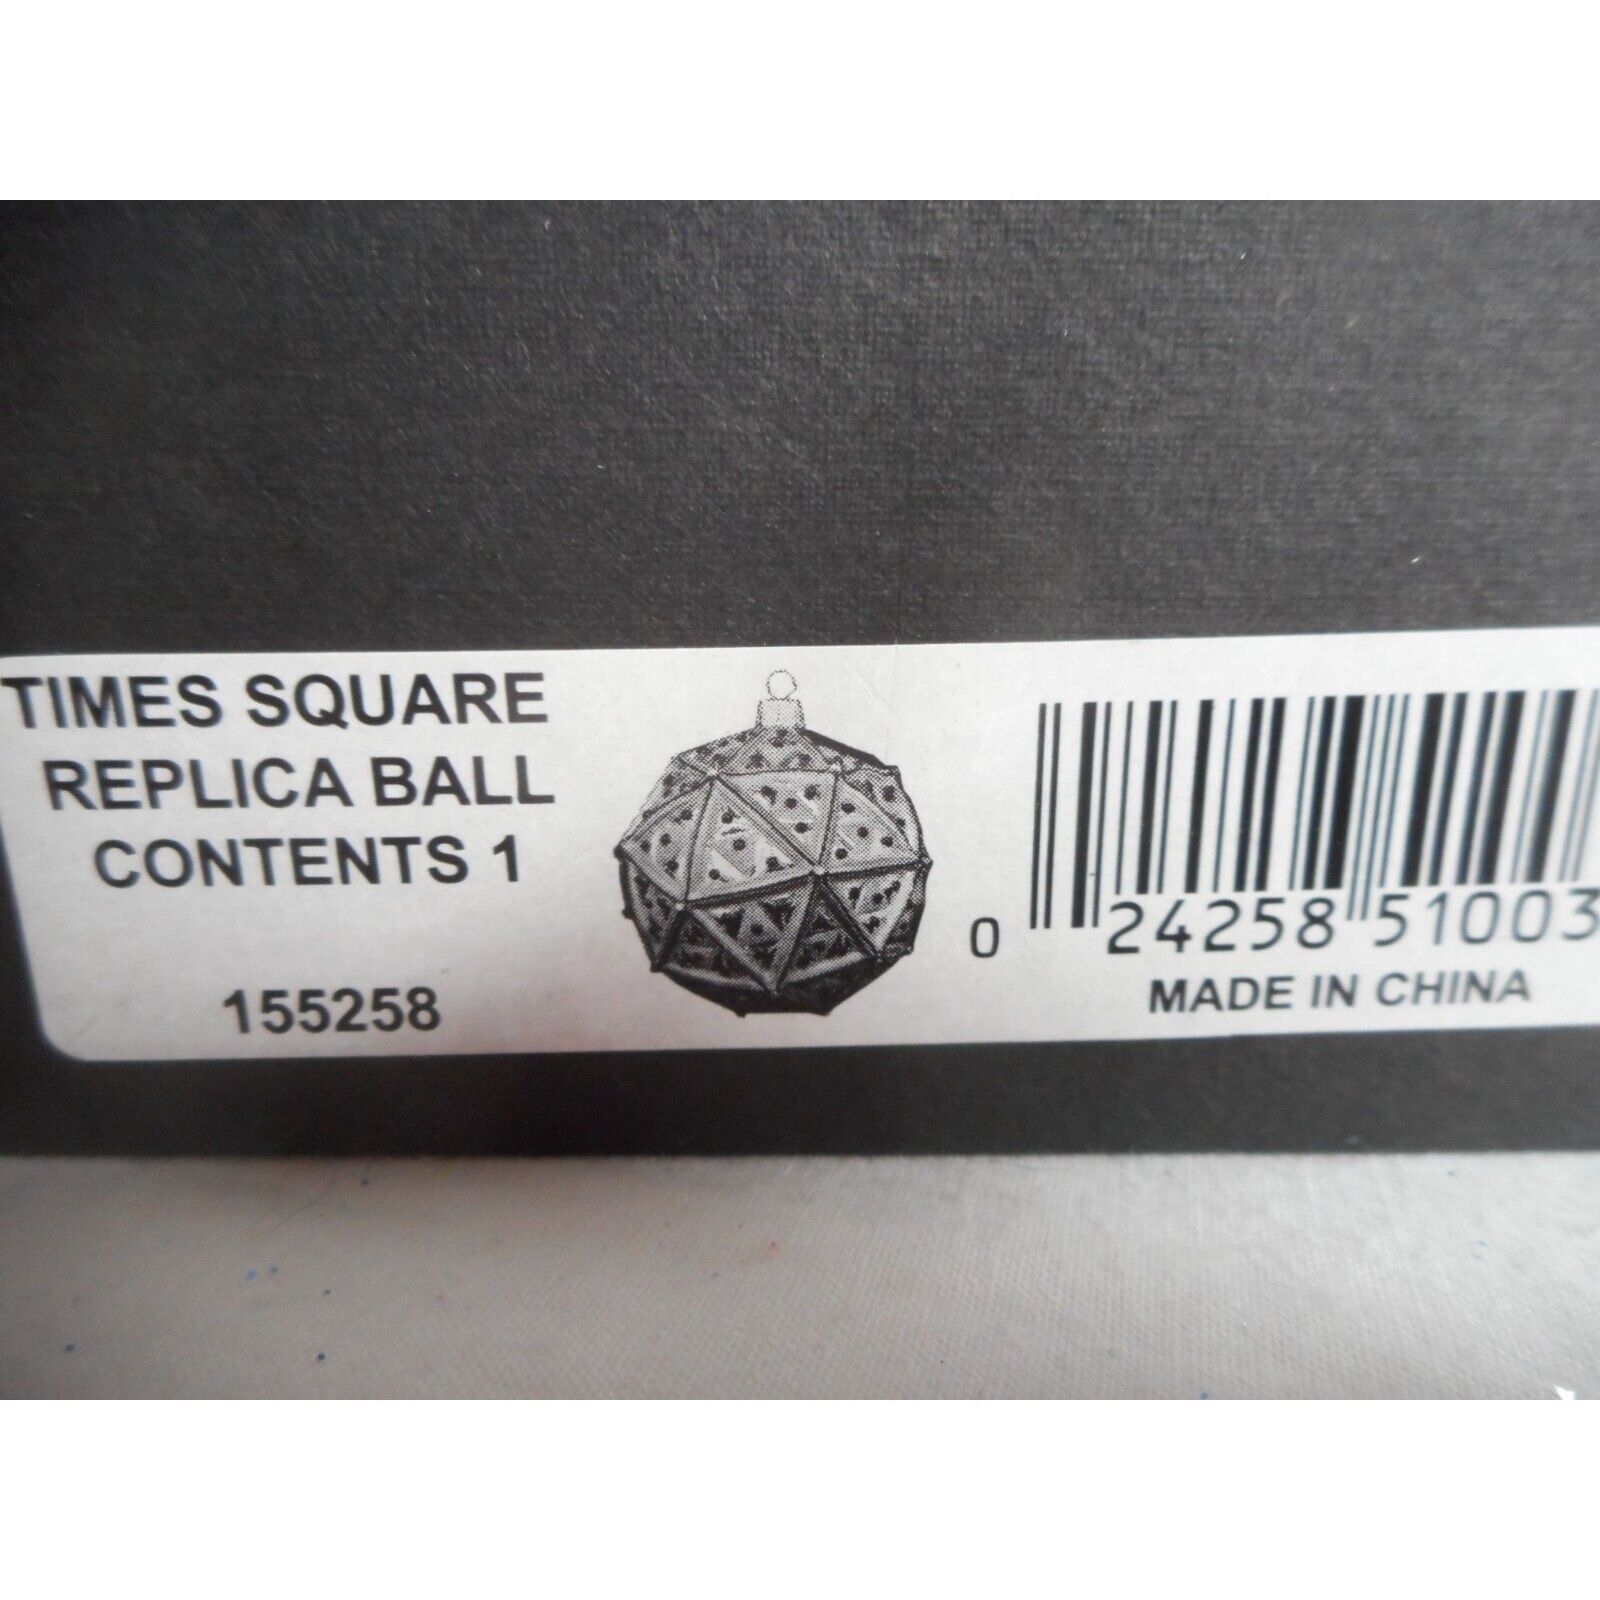 TIMES SQUARE
REPLICA BALL
CONTENTS 1
155258
0 24258 51003
MADE IN CHINA